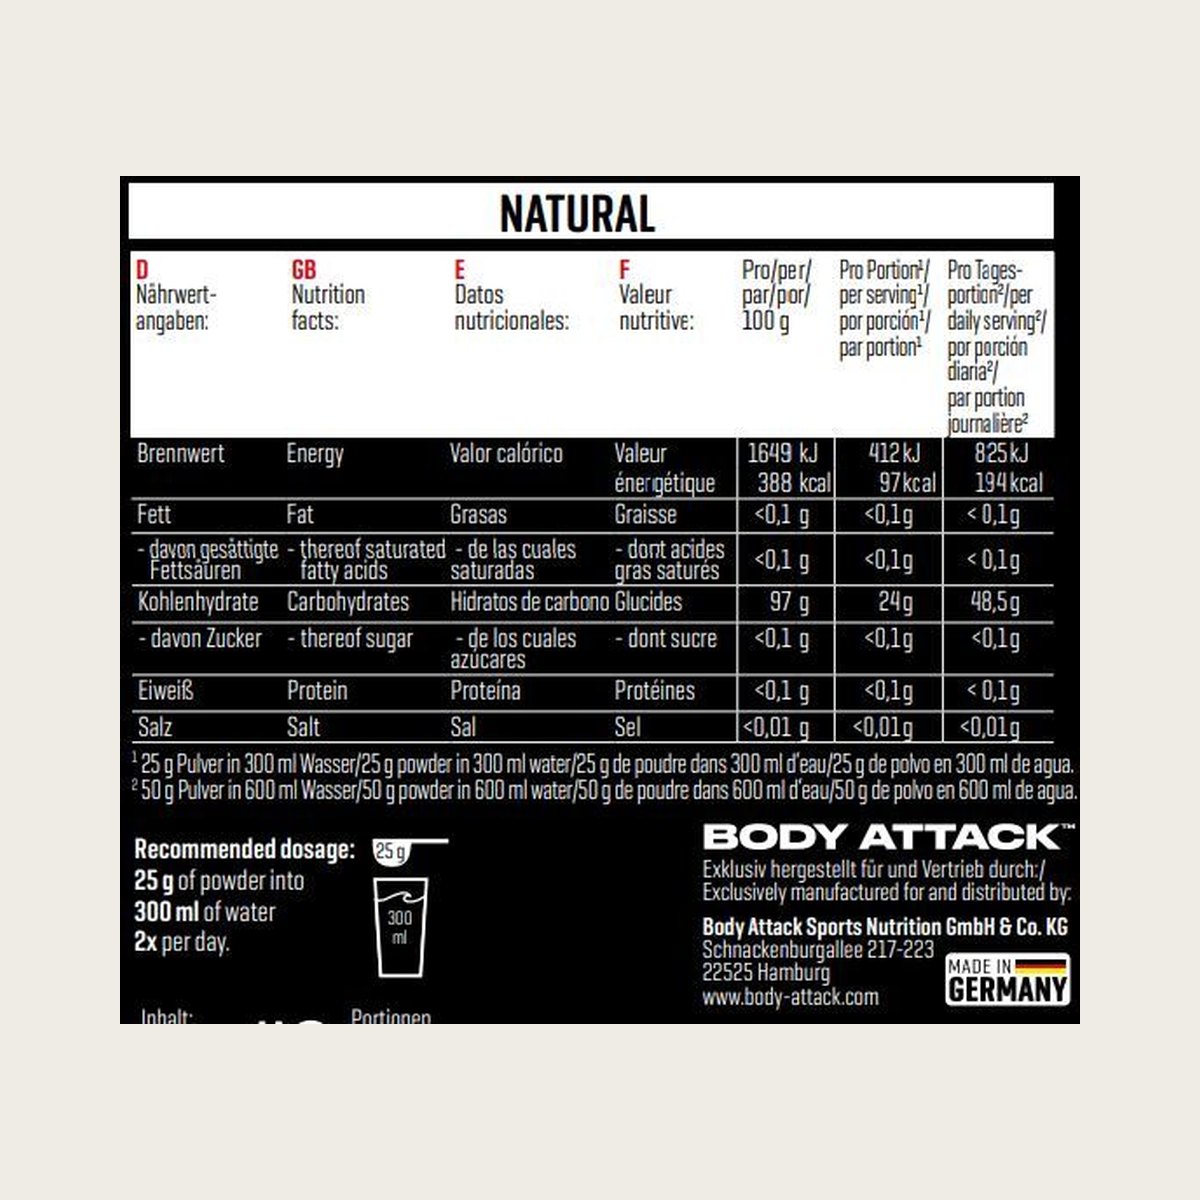 NATURAL
D GB E F Pro/per/ Pro Portion¹/ Pro Tages-
Nährwert- Nutrition Datos Valeur par/por/ per serving¹/ portion²/per
angaben: facts: nutricionales: nutritive: 100 g por porción¹/ daily serving²/
par portion¹ por porción
diaria²/
par portion
journalière²
Brennwert Energy Valor calórico Valeur 1649 kJ 412 kJ 825 kJ
énergétique 388 kcal 97 kcal 194 kcal
Fett Fat Grasas Graisse <0,1 g <0,1 g < 0,1 g
- davon gesättigte - thereof saturated - de las cuales - dont acides <0,1 g <0,1 g < 0,1 g
Fettsäuren fatty acids saturadas gras saturés
Kohlenhydrate Carbohydrates Hidratos de carbono Glucides 97 g 24 g 48,5 g
- davon Zucker - thereof sugar - de los cuales - dont sucre <0,1 g <0,1 g <0,1 g
azúcares
Eiweiß Protein Proteína Protéines <0,1 g <0,1 g < 0,1 g
Salz Salt Sal Sel <0,01 g <0,01 g <0,01 g
¹ 25 g Pulver in 300 ml Wasser/25 g powder in 300 ml water/25 g de poudre dans 300 ml d'eau/25 g de polvo en 300 ml de agua.
² 50 g Pulver in 600 ml Wasser/50 g powder in 600 ml water/50 g de poudre dans 600 ml d'eau/50 g de polvo en 600 ml de agua.
Recommended dosage:
25 g of powder into
300 ml of water
2x per day.
25 g
300
ml
BODY ATTACK™
Exklusiv hergestellt für und Vertrieb durch:/
Exclusively manufactured for and distributed by:
Body Attack Sports Nutrition GmbH & Co. KG
Schnackenburgallee 217-223
22525 Hamburg
www.body-attack.com
MADE IN
GERMANY
Inhalt: Portionen